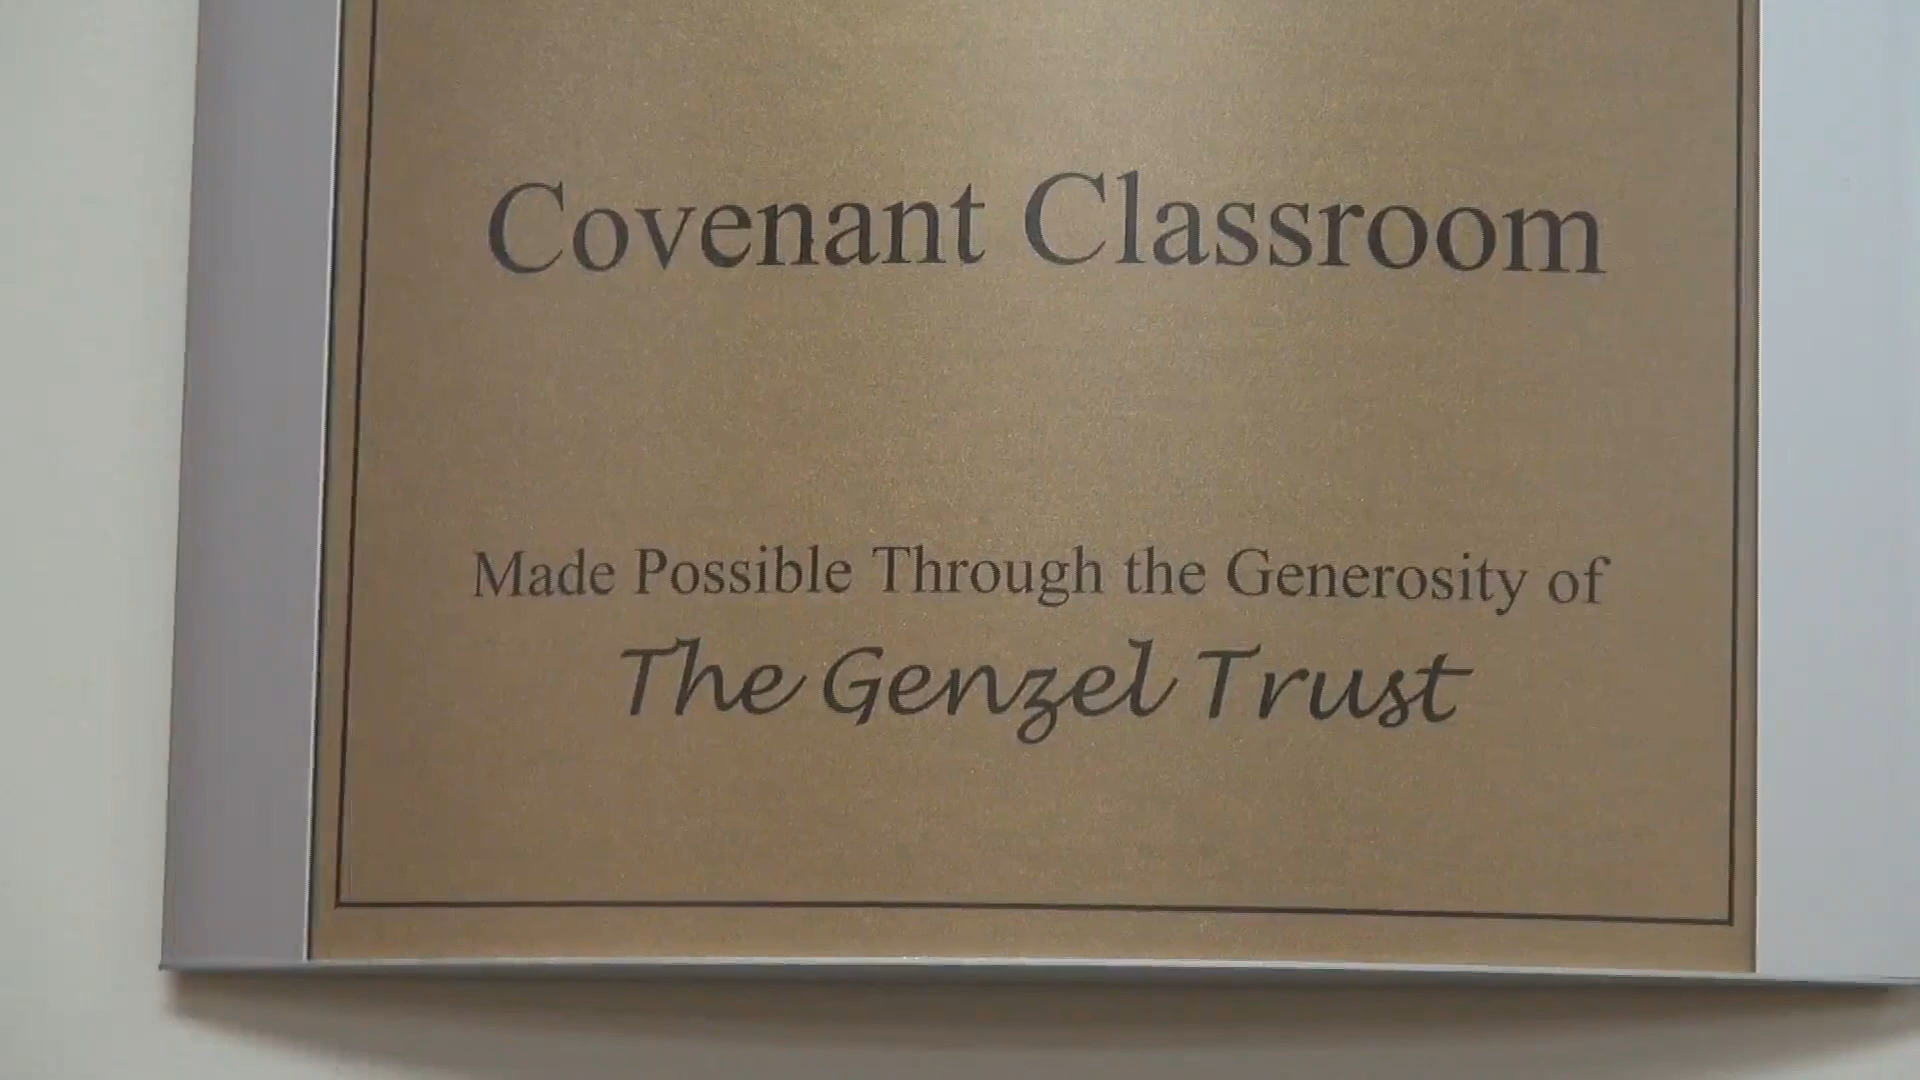 Covenant Classroom
Made Possible Through the Generosity of
The Genzel Trust